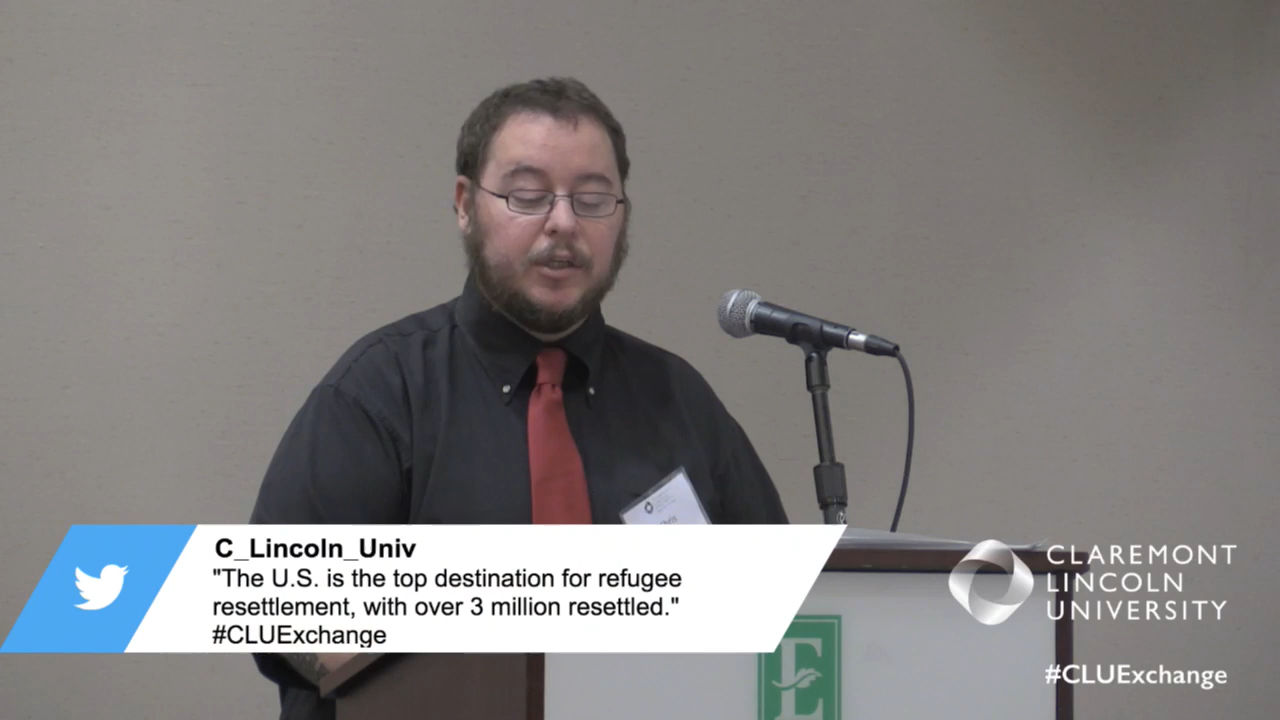 C_Lincoln_Univ
"The U.S. is the top destination for refugee
resettlement, with over 3 million resettled."
#CLUExchange
CLAREMONT
LINCOLN
UNIVERSITY
#CLUExchange
E